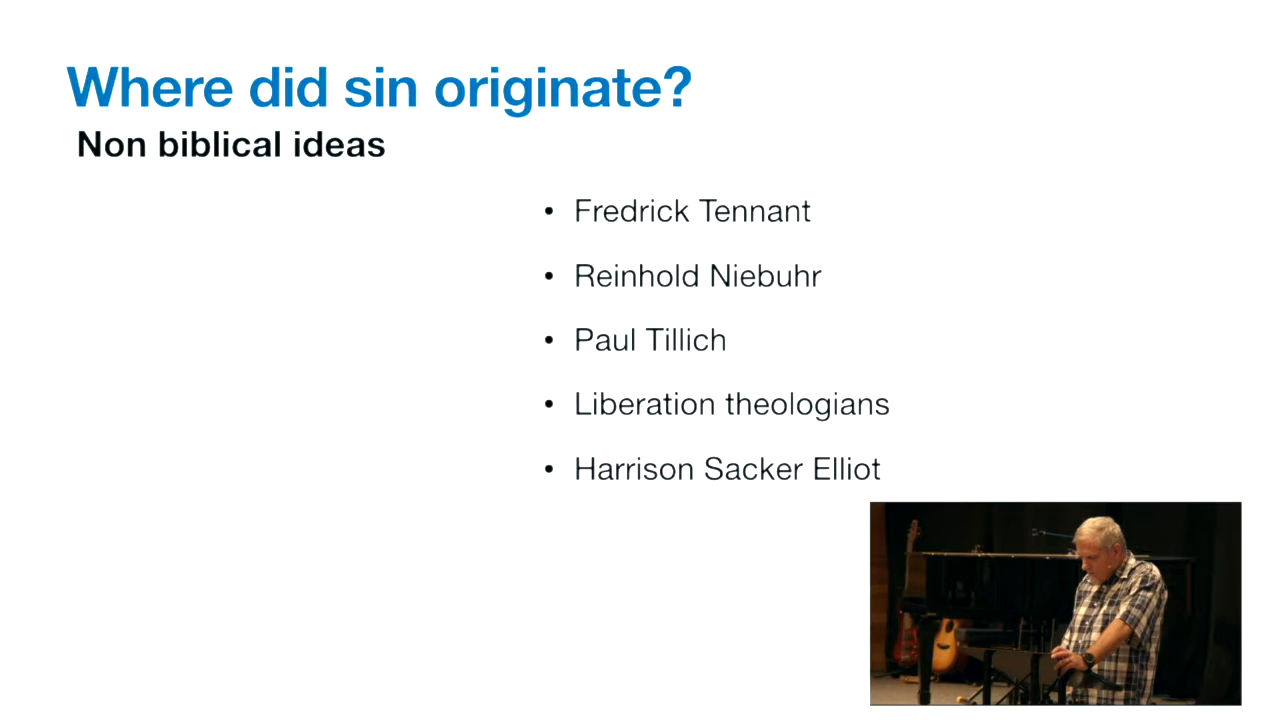 Where did sin originate?
Non biblical ideas
• Fredrick Tennant
• Reinhold Niebuhr
• Paul Tillich
• Liberation theologians
• Harrison Sacker Elliot